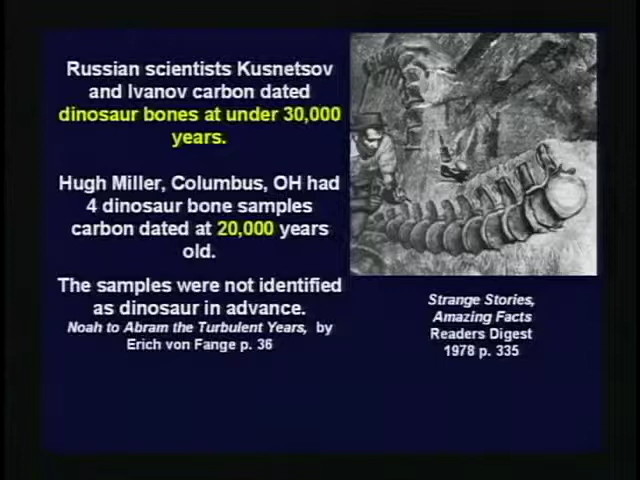 Russian scientists Kusnetsov
and Ivanov carbon dated
dinosaur bones at under 30,000
years.
Hugh Miller, Columbus, OH had
4 dinosaur bone samples
carbon dated at 20,000 years
old.
The samples were not identified
as dinosaur in advance.
Noah to Abram the Turbulent Years, by
Erich von Fange p. 36
Strange Stories,
Amazing Facts
Readers Digest
1978 p. 335